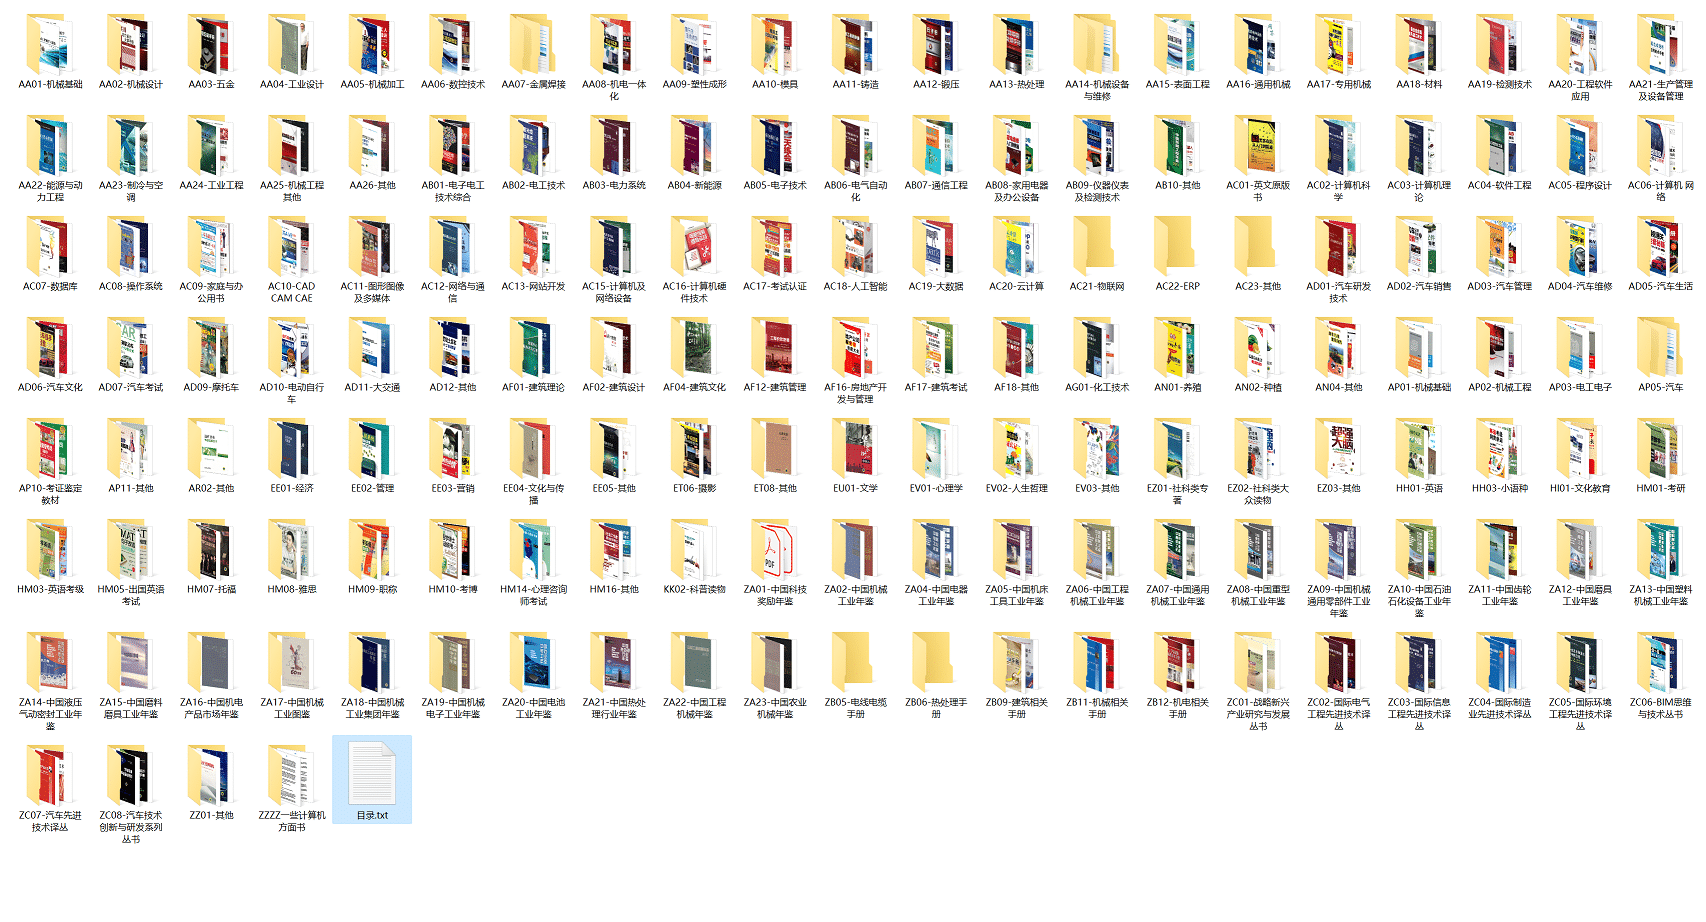 AA01-机械基础
AA02-机械设计
AA03-五金
AA04-工业设计
AA05-机械加工
AA06-数控技术
AA07-金属焊接
AA08-机电一体
化
AA09-塑性成形
AA10-模具
AA11-铸造
AA12-锻压
AA13-热处理
AA14-机械设备
与维修
AA15-表面工程
AA16-通用机械
AA17-专用机械
AA18-材料
AA19-检测技术
AA20-工程软件
应用
AA21-生产管理
及设备管理
AA22-能源与动
力工程
AA23-制冷与空
调
AA24-工业工程
AA25-机械工程
其他
AA26-其他
AB01-电子电工
技术综合
AB02-电工技术
AB03-电力系统
AB04-新能源
AB05-电子技术
AB06-电气自动
化
AB07-通信工程
AB08-家用电器
及办公设备
AB09-仪器仪表
及检测技术
AB10-其他
AC01-英文原版
书
AC02-计算机科
学
AC03-计算机理
论
AC04-软件工程
AC05-程序设计
AC06-计算机 网
络
AC07-数据库
AC08-操作系统
AC09-家庭与办
公用书
AC10-CAD
CAM CAE
AC11-图形图像
及多媒体
AC12-网络与通
信
AC13-网站开发
AC15-计算机及
网络设备
AC16-计算机硬
件技术
AC17-考试认证
AC18-人工智能
AC19-大数据
AC20-云计算
AC21-物联网
AC22-ERP
AC23-其他
AD01-汽车研发
技术
AD02-汽车销售
AD03-汽车管理
AD04-汽车维修
AD05-汽车生活
AD06-汽车文化
AD07-汽车考试
AD09-摩托车
AD10-电动自行
车
AD11-大交通
AD12-其他
AF01-建筑理论
AF02-建筑设计
AF04-建筑文化
AF12-建筑管理
AF16-房地产开
发与管理
AF17-建筑考试
AF18-其他
AG01-化工技术
AN01-养殖
AN02-种植
AN04-其他
AP01-机械基础
AP02-机械工程
AP03-电工电子
AP05-汽车
AP10-考证鉴定
教材
AP11-其他
AR02-其他
EE01-经济
EE02-管理
EE03-营销
EE04-文化与传
播
EE05-其他
ET06-摄影
ET08-其他
EU01-文学
EV01-心理学
EV02-人生哲理
EV03-其他
EZ01-社科类专
著
EZ02-社科类大
众读物
EZ03-其他
HH01-英语
HH03-小语种
HI01-文化教育
HM01-考研
HM03-英语考级
HM05-出国英语
考试
HM07-托福
HM08-雅思
HM09-职称
HM10-考博
HM14-心理咨询
师考试
HM16-其他
KK02-科普读物
ZA01-中国科技
奖励年鉴
ZA02-中国机械
工业年鉴
ZA04-中国电器
工业年鉴
ZA05-中国机床
工具工业年鉴
ZA06-中国工程
机械工业年鉴
ZA07-中国通用
机械工业年鉴
ZA08-中国重型
机械工业年鉴
ZA09-中国机械
通用零部件工业
年鉴
ZA10-中国石油
石化设备工业年
鉴
ZA11-中国齿轮
工业年鉴
ZA12-中国磨具
工业年鉴
ZA13-中国塑料
机械工业年鉴
ZA14-中国液压
气动密封工业年
鉴
ZA15-中国磨料
磨具工业年鉴
ZA16-中国机电
产品市场年鉴
ZA17-中国机械
工业图鉴
ZA18-中国机械
工业集团年鉴
ZA19-中国机械
电子工业年鉴
ZA20-中国电池
工业年鉴
ZA21-中国热处
理行业年鉴
ZA22-中国工程
机械年鉴
ZA23-中国农业
机械年鉴
ZB05-电线电缆
手册
ZB06-热处理手
册
ZB09-建筑相关
手册
ZB11-机械相关
手册
ZB12-机电相关
手册
ZC01-战略新兴
产业研究与发展
丛书
ZC02-国际电气
工程先进技术译
丛
ZC03-国际信息
工程先进技术译
丛
ZC04-国际制造
业先进技术译丛
ZC05-国际环境
工程先进技术译
丛
ZC06-BIM思维
与技术丛书
ZC07-汽车先进
技术译丛
ZC08-汽车技术
创新与研发系列
丛书
ZZ01-其他
ZZZZ一些计算机
方面书
目录.txt